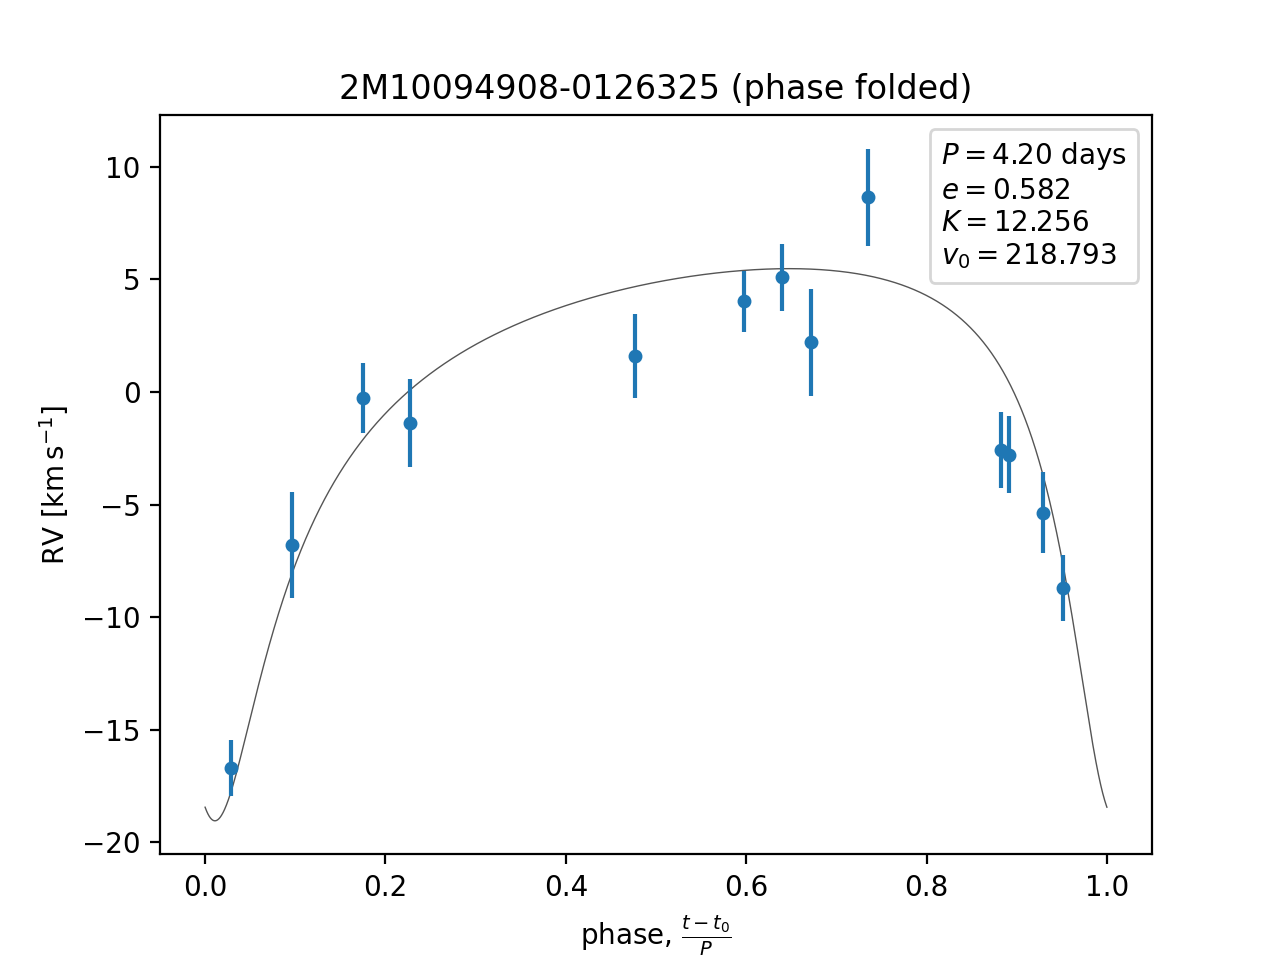 2M10094908-0126325 (phase folded)
P = 4.20 days
e = 0.582
K = 12.256
v₀ = 218.793
10
5
0
−5
−10
−15
−20
RV [km s⁻¹]
0.0 0.2 0.4 0.6 0.8 1.0
phase, (t − t₀)/P